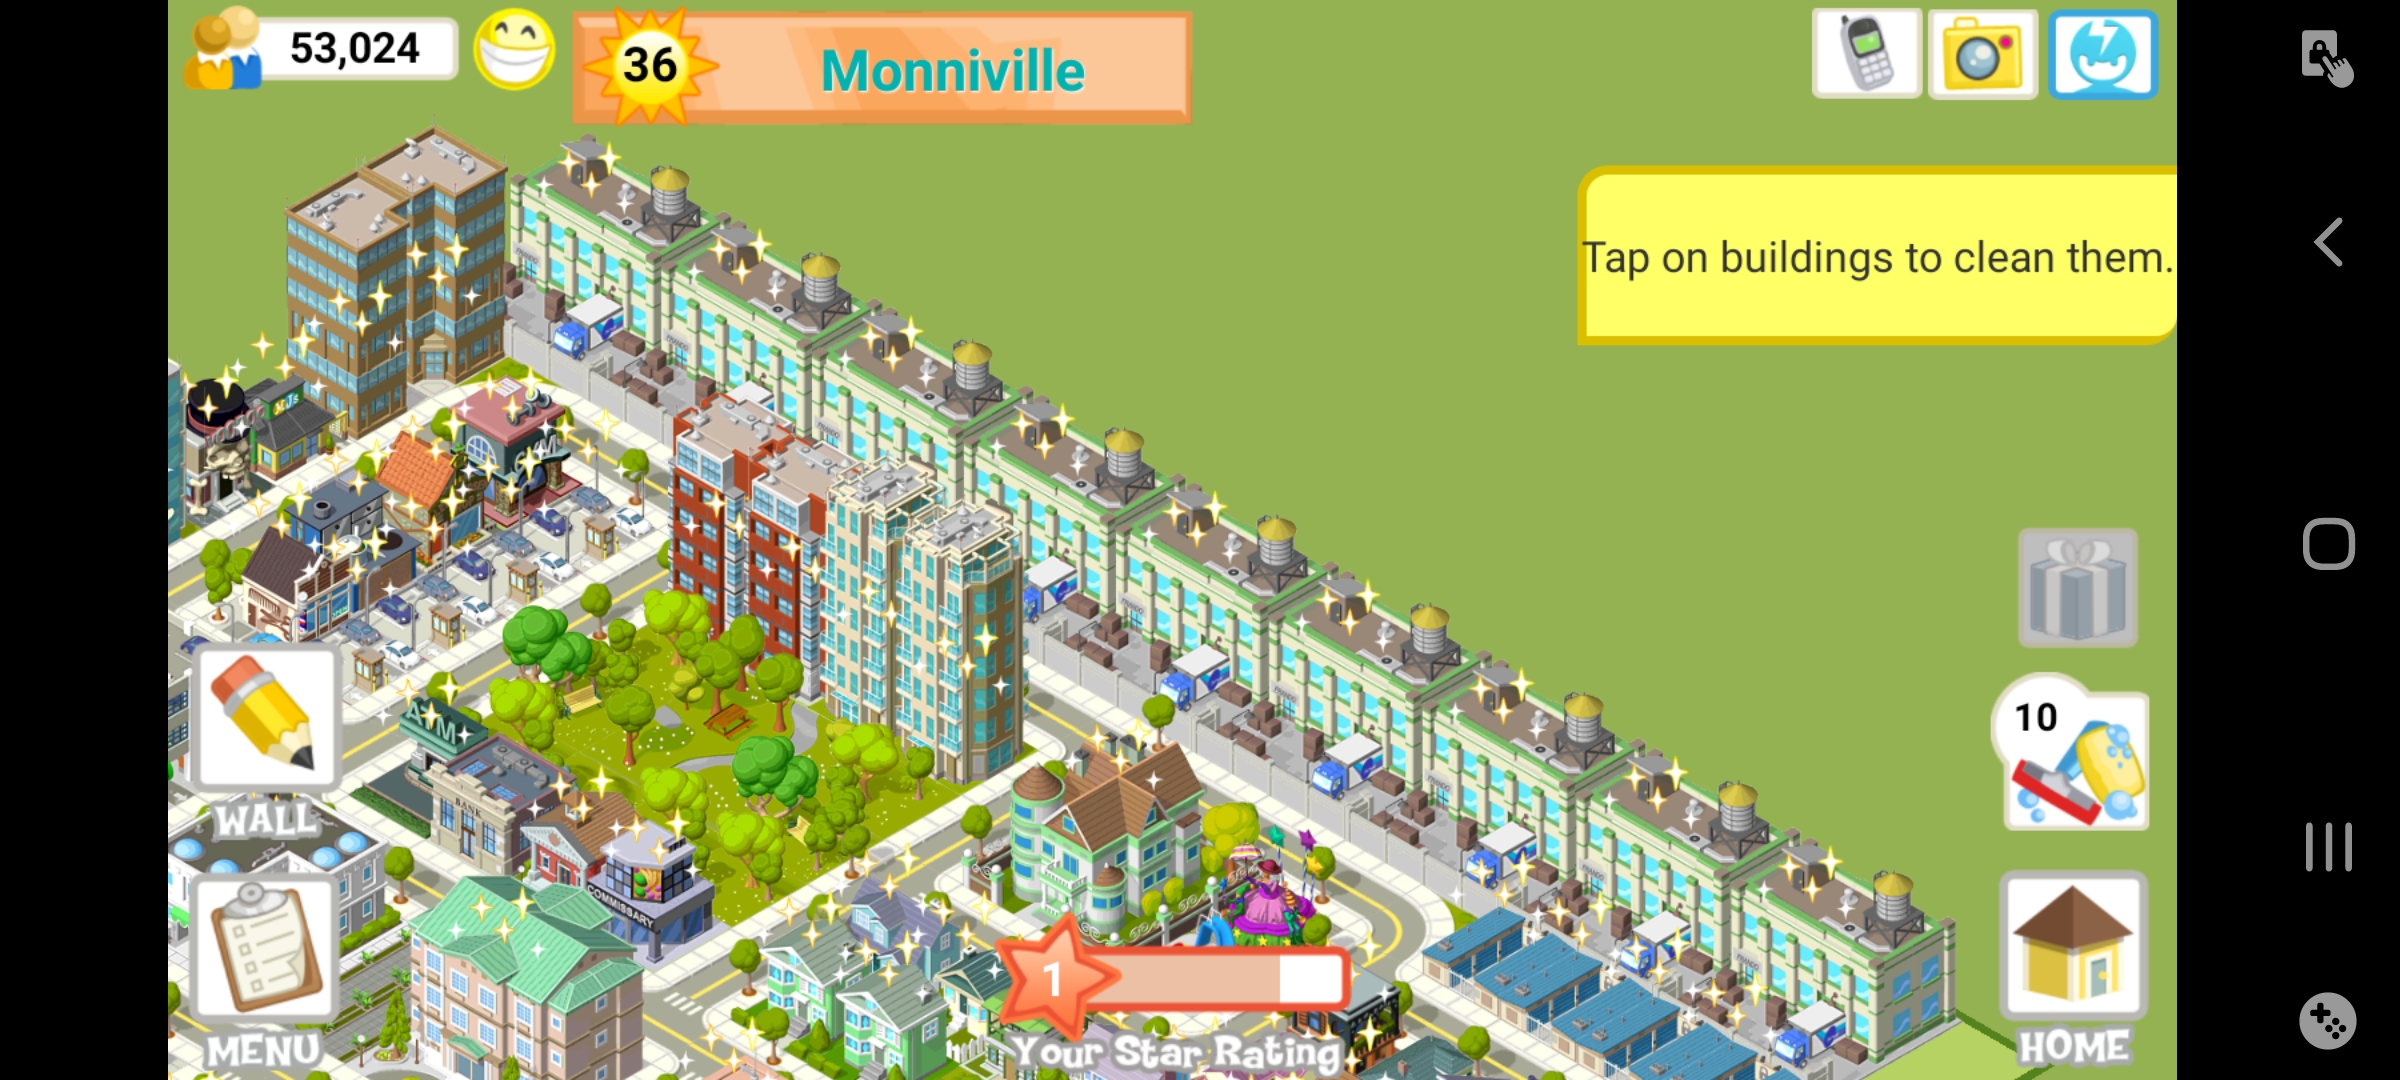 53,024
36
Monniville
Tap on buildings to clean them.
MJ's
ATM
BANK
COMMISSARY
10
WALL
1
MENU
Your Star Rating
HOME